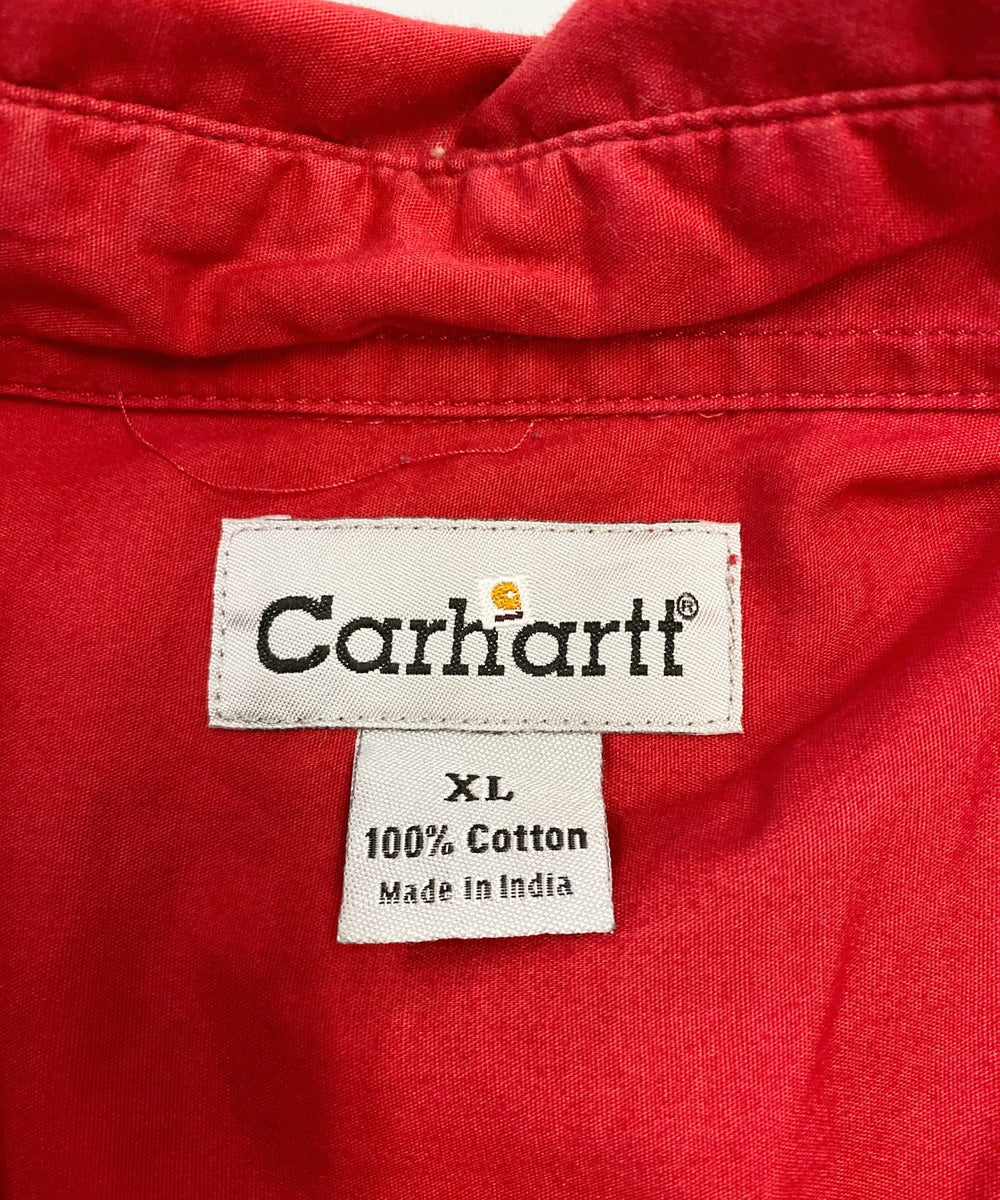 Carhartt®
XL
100% Cotton
Made in India